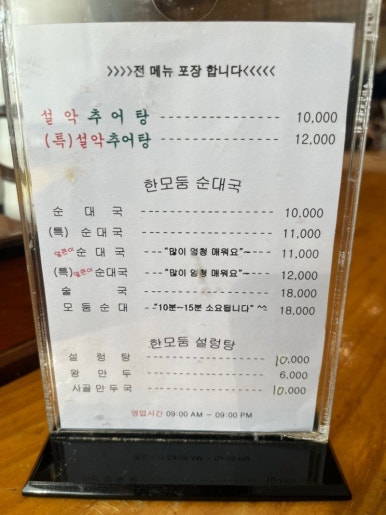 >>>>전 메뉴 포장 합니다<<<<<
설 악 추 어 탕 10,000
(특)설악추어탕 12,000
한모둠 순대국
순 대 국 10,000
(특) 순대국 11,000
얼큰이 순 대 국 "많이 엄청 매워요"~ 11,000
(특)얼큰이 순대국 "많이 엄청 매워요"~ 12,000
술 국 18,000
모 둠 순 대 "10분~15분 소요됩니다" ^^ 18,000
한모둠 설렁탕
설 렁 탕 10.000
왕 만 두 6,000
사골만두국 10.000
영업시간 09:00 AM ~ 09:00 PM